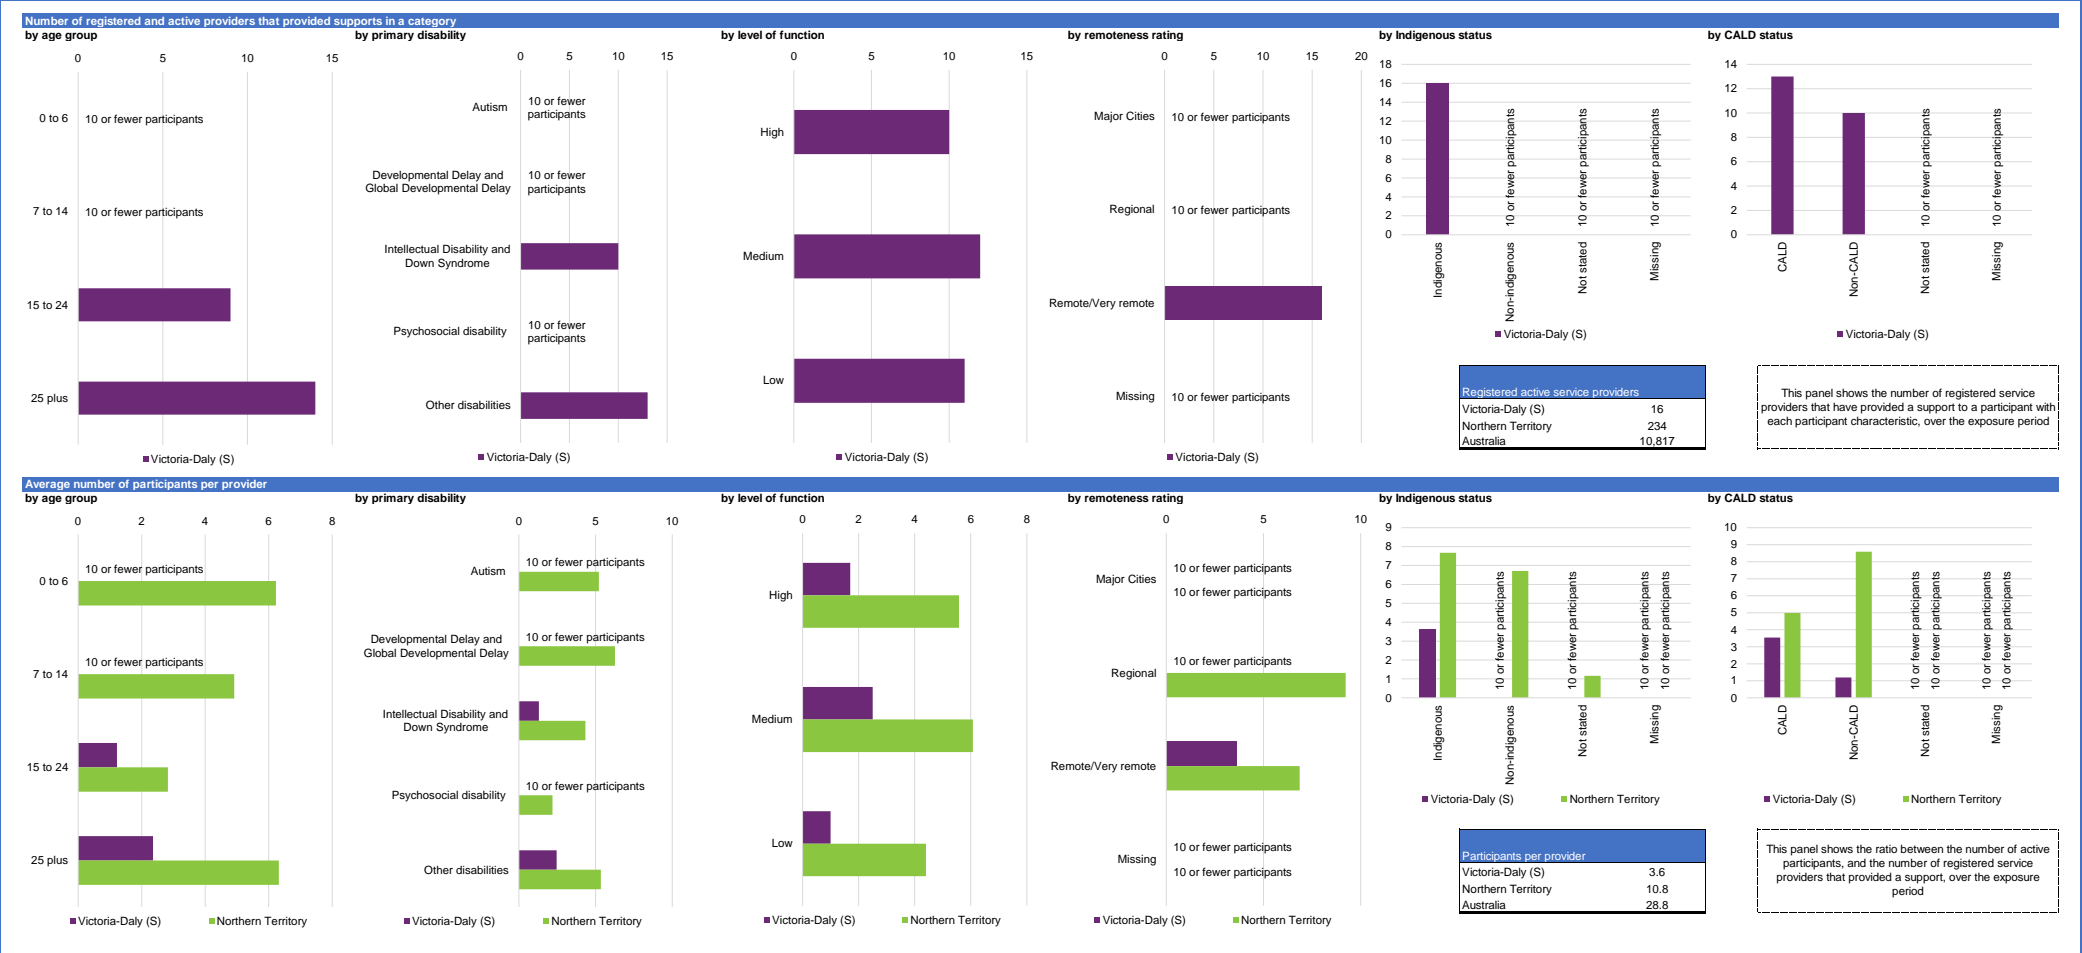 Number of registered and active providers that provided supports in a category
by age group
0 5 10 15
0 to 6
10 or fewer participants
7 to 14
10 or fewer participants
15 to 24
25 plus
Victoria-Daly (S)
by primary disability
0 5 10 15
Autism
10 or fewer
participants
Developmental Delay and
Global Developmental Delay
10 or fewer
participants
Intellectual Disability and
Down Syndrome
Psychosocial disability
10 or fewer
participants
Other disabilities
Victoria-Daly (S)
by level of function
0 5 10 15
High
Medium
Low
Victoria-Daly (S)
by remoteness rating
0 5 10 15 20
Major Cities
10 or fewer participants
Regional
10 or fewer participants
Remote/Very remote
Missing
10 or fewer participants
Victoria-Daly (S)
by Indigenous status
18
16
14
12
10
8
6
4
2
0
10 or fewer participants
10 or fewer participants
10 or fewer participants
Indigenous
Non-indigenous
Not stated
Missing
Victoria-Daly (S)
by CALD status
14
12
10
8
6
4
2
0
10 or fewer participants
10 or fewer participants
CALD
Non-CALD
Not stated
Missing
Victoria-Daly (S)
Registered active service providers
Victoria-Daly (S) 16
Northern Territory 234
Australia 10,817
This panel shows the number of registered service
providers that have provided a support to a participant with
each participant characteristic, over the exposure period
Average number of participants per provider
by age group
0 2 4 6 8
0 to 6
10 or fewer participants
7 to 14
10 or fewer participants
15 to 24
25 plus
Victoria-Daly (S) Northern Territory
by primary disability
0 5 10
Autism
10 or fewer participants
Developmental Delay and
Global Developmental Delay
10 or fewer participants
Intellectual Disability and
Down Syndrome
Psychosocial disability
10 or fewer participants
Other disabilities
Victoria-Daly (S) Northern Territory
by level of function
0 2 4 6 8
High
Medium
Low
Victoria-Daly (S) Northern Territory
by remoteness rating
0 5 10
Major Cities
10 or fewer participants
10 or fewer participants
Regional
10 or fewer participants
Remote/Very remote
Missing
10 or fewer participants
10 or fewer participants
Victoria-Daly (S) Northern Territory
by Indigenous status
9
8
7
6
5
4
3
2
1
0
10 or fewer participants
10 or fewer participants
10 or fewer participants
10 or fewer participants
Indigenous
Non-indigenous
Not stated
Missing
Victoria-Daly (S) Northern Territory
by CALD status
10
9
8
7
6
5
4
3
2
1
0
10 or fewer participants
10 or fewer participants
10 or fewer participants
10 or fewer participants
CALD
Non-CALD
Not stated
Missing
Victoria-Daly (S) Northern Territory
Participants per provider
Victoria-Daly (S) 3.6
Northern Territory 10.8
Australia 28.8
This panel shows the ratio between the number of active
participants, and the number of registered service
providers that provided a support, over the exposure
period